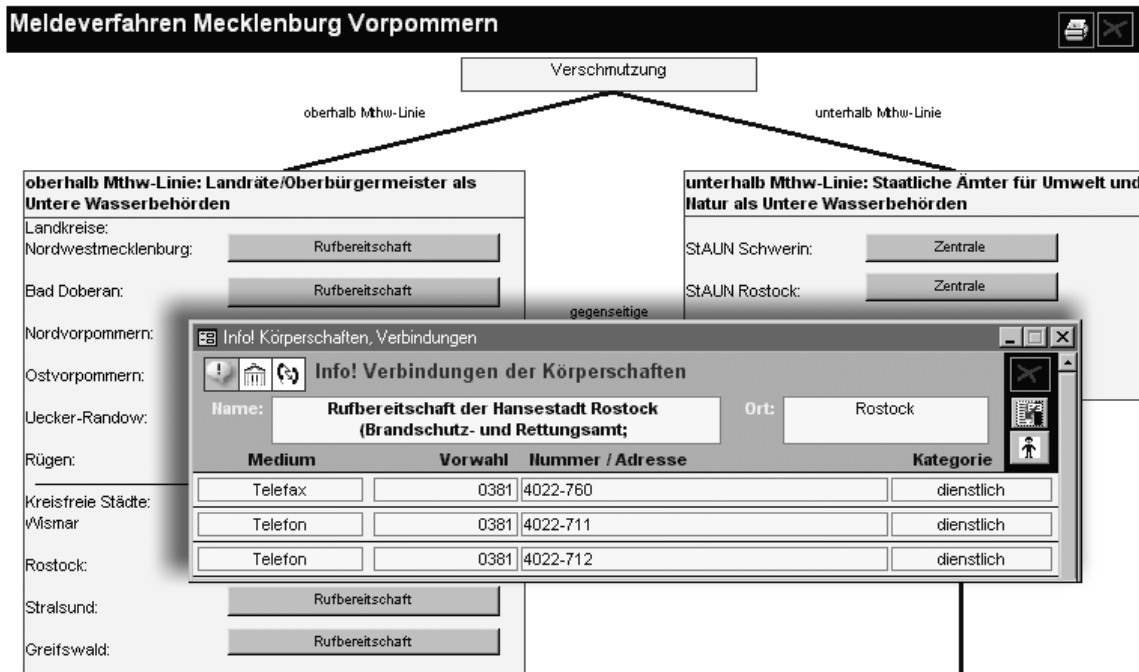 Meldeverfahren Mecklenburg Vorpommern
Verschmutzung
oberhalb Mthw-Linie
unterhalb Mthw-Linie
oberhalb Mthw-Linie: Landräte/Oberbürgermeister als
Untere Wasserbehörden
Landkreise:
Nordwestmecklenburg: Rufbereitschaft
Bad Doberan: Rufbereitschaft
Nordvorpommern:
Ostvorpommern:
Uecker-Randow:
Rügen:
Kreisfreie Städte:
Wismar
Rostock:
Stralsund: Rufbereitschaft
Greifswald: Rufbereitschaft
unterhalb Mthw-Linie: Staatliche Ämter für Umwelt und
Natur als Untere Wasserbehörden
StAUN Schwerin: Zentrale
StAUN Rostock: Zentrale
gegenseitige
Info! Körperschaften, Verbindungen
Info! Verbindungen der Körperschaften
Name: Rufbereitschaft der Hansestadt Rostock
(Brandschutz- und Rettungsamt;
Ort: Rostock
Medium Vorwahl Nummer / Adresse Kategorie
Telefax 0381 4022-760 dienstlich
Telefon 0381 4022-711 dienstlich
Telefon 0381 4022-712 dienstlich